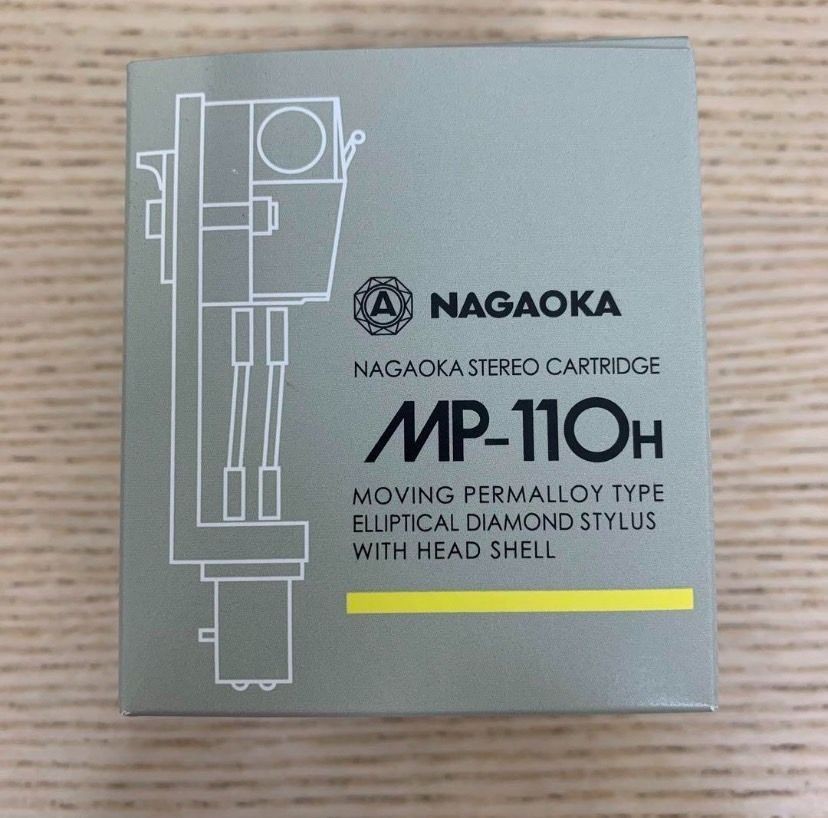 A NAGAOKA
NAGAOKA STEREO CARTRIDGE
MP-110H
MOVING PERMALLOY TYPE
ELLIPTICAL DIAMOND STYLUS
WITH HEAD SHELL